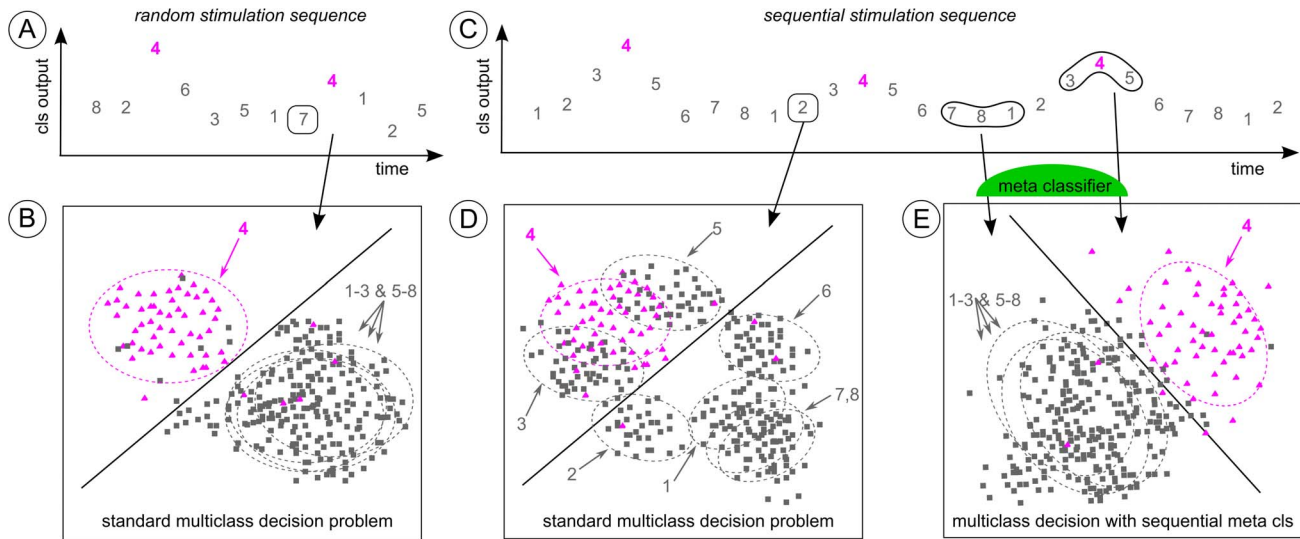 random stimulation sequence
A
cls output
8 2 4 6 3 5 1 7 4 1 2 5
time
B
4
1-3 & 5-8
standard multiclass decision problem
sequential stimulation sequence
C
cls output
1 2 3 4 5 6 7 8 1 2 3 4 5 6 7 8 1 2 3 4 5 6 7 8 1 2
time
meta classifier
D
4
5
6
3
7,8
2
1
standard multiclass decision problem
E
4
1-3 & 5-8
multiclass decision with sequential meta cls